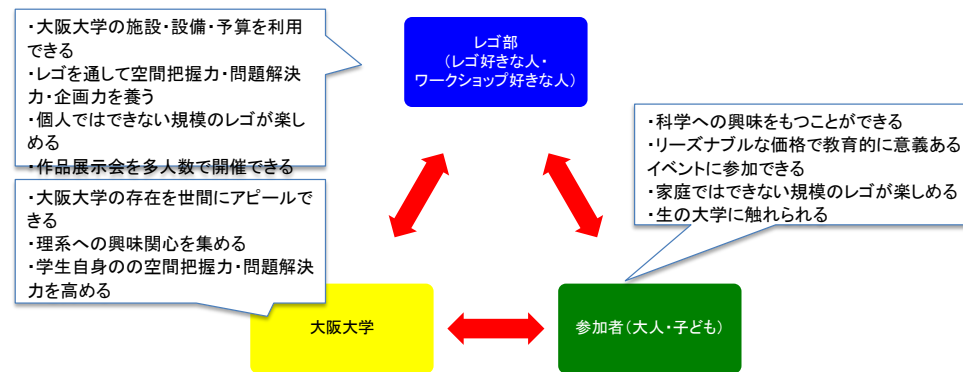 ・大阪大学の施設・設備・予算を利用
できる
・レゴを通して空間把握力・問題解決
力・企画力を養う
・個人ではできない規模のレゴが楽し
める
・作品展示会を多人数で開催できる
レゴ部
(レゴ好きな人・
ワークショップ好きな人)
・科学への興味をもつことができる
・リーズナブルな価格で教育的に意義ある
イベントに参加できる
・家庭ではできない規模のレゴが楽しめる
・生の大学に触れられる
・大阪大学の存在を世間にアピールで
きる
・理系への興味関心を集める
・学生自身のの空間把握力・問題解決
力を高める
大阪大学
参加者(大人・子ども)